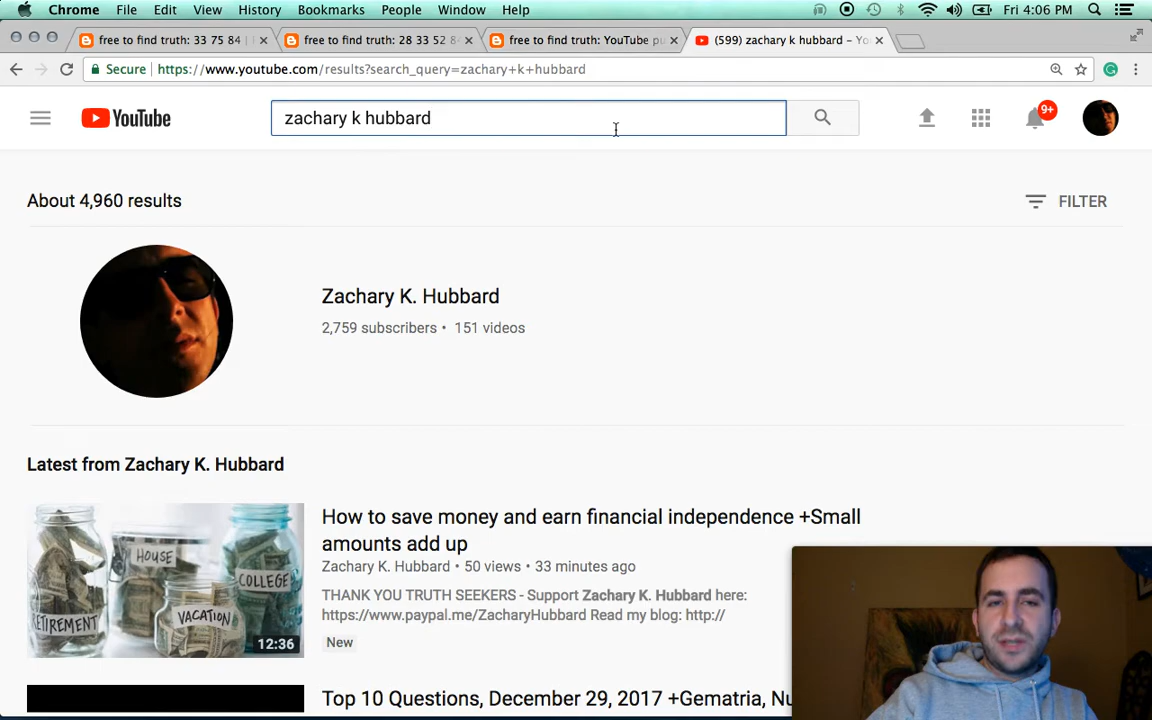 Chrome File Edit View History Bookmarks People Window Help Fri 4:06 PM
free to find truth: 33 75 84 | free to find truth: 28 33 52 8 free to find truth: YouTube pu (599) zachary k hubbard – Yo
Secure https://www.youtube.com/results?search_query=zachary+k+hubbard
YouTube zachary k hubbard 9+
About 4,960 results FILTER
Zachary K. Hubbard
2,759 subscribers • 151 videos
Latest from Zachary K. Hubbard
How to save money and earn financial independence +Small
amounts add up
Zachary K. Hubbard • 50 views • 33 minutes ago
THANK YOU TRUTH SEEKERS - Support Zachary K. Hubbard here:
https://www.paypal.me/ZacharyHubbard Read my blog: http://
New
HOUSE
COLLEGE
RETIREMENT
VACATION
12:36
Top 10 Questions, December 29, 2017 +Gematria, Nu